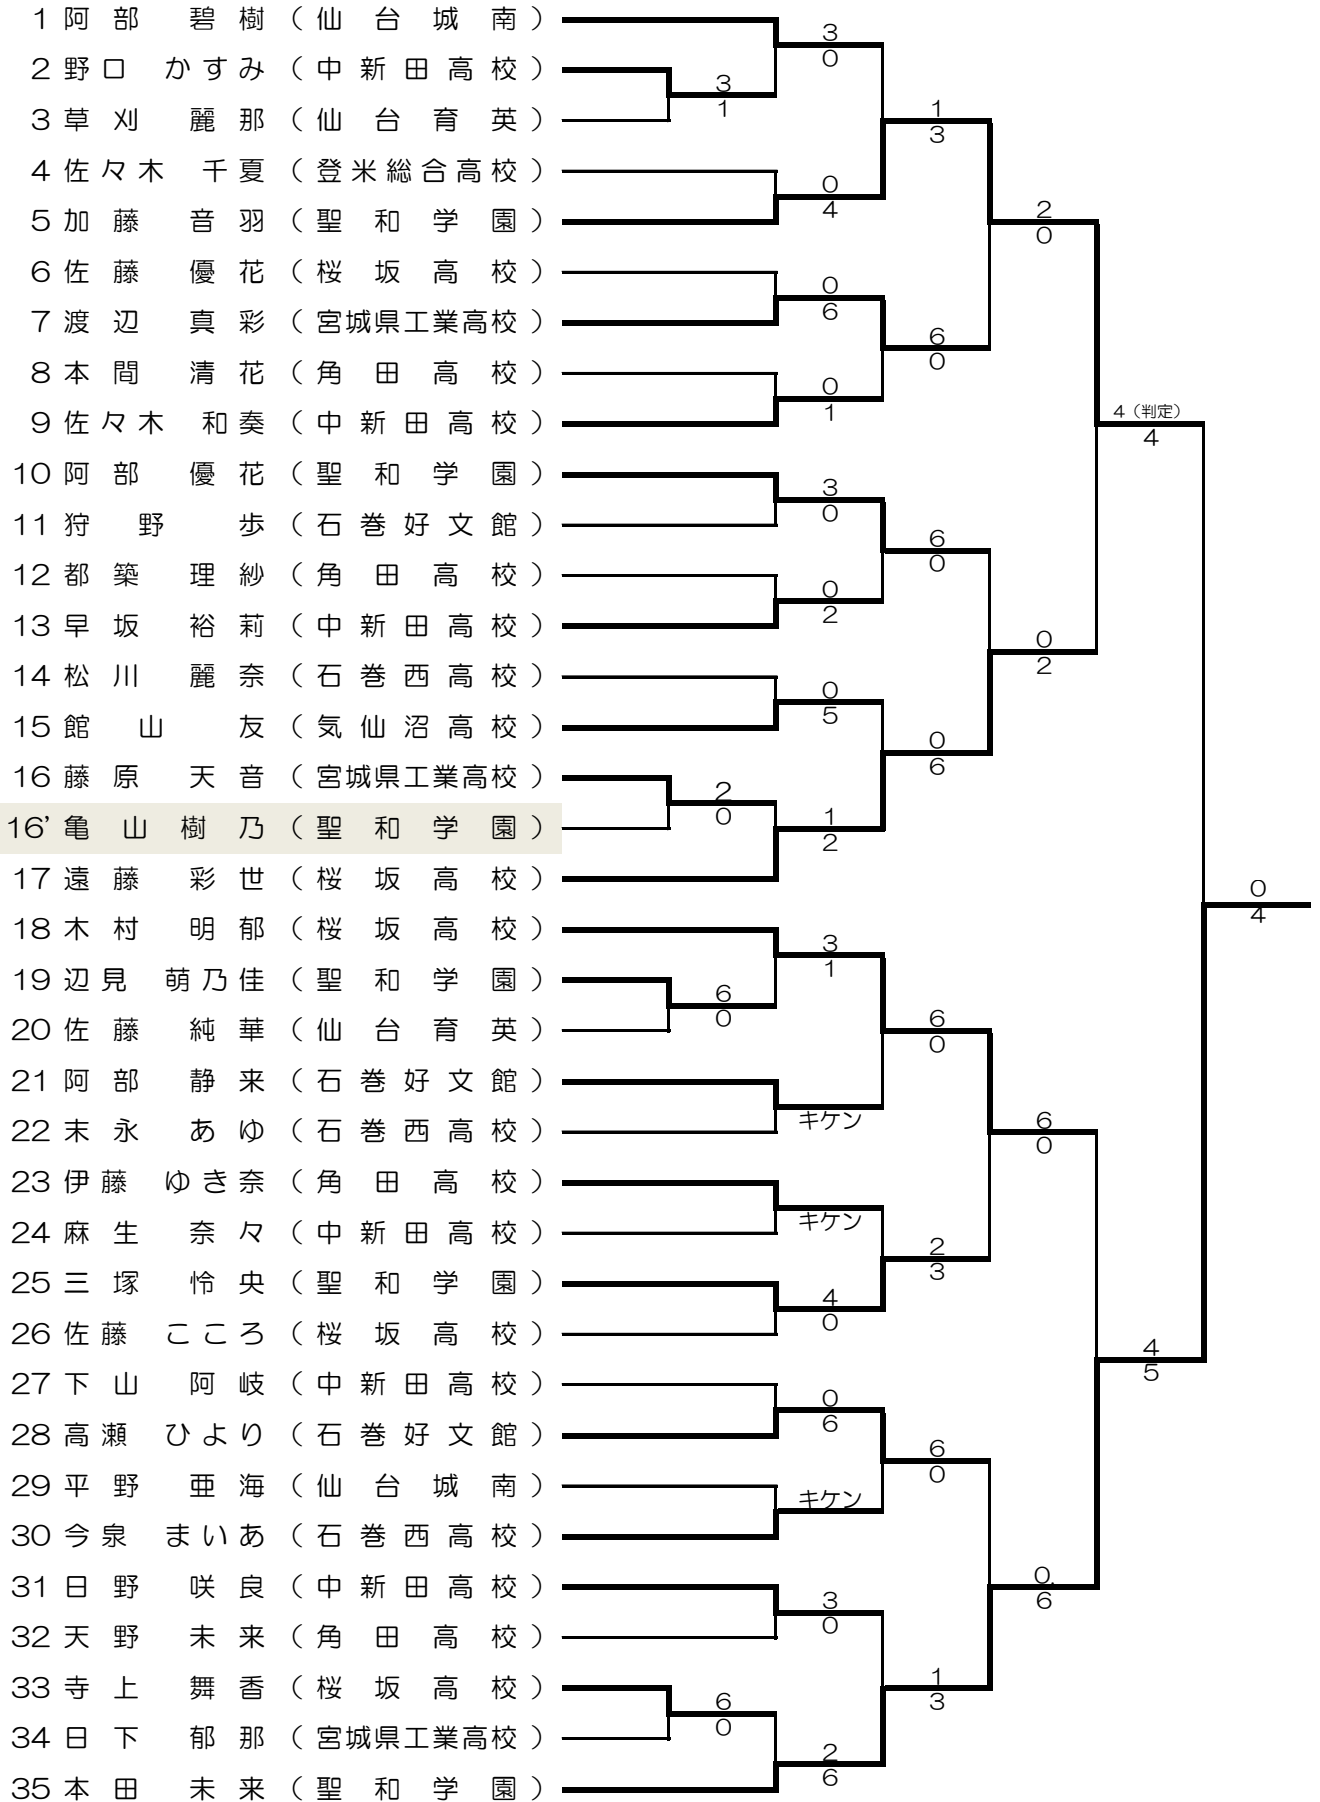 1 阿部 碧樹 （仙台城南）
3
0
2 野口 かすみ （中新田高校）
3
1
3 草刈 麗那 （仙台育英）
1
3
4 佐々木 千夏 （登米総合高校）
0
4
5 加藤 音羽 （聖和学園）
2
0
6 佐藤 優花 （桜坂高校）
0
6
7 渡辺 真彩 （宮城県工業高校）
6
0
8 本間 清花 （角田高校）
0
1
9 佐々木 和奏 （中新田高校）
4（判定）
4
10 阿部 優花 （聖和学園）
3
0
11 狩野 歩 （石巻好文館）
6
0
12 都築 理紗 （角田高校）
0
2
13 早坂 裕莉 （中新田高校）
0
2
14 松川 麗奈 （石巻西高校）
0
5
15 館山 友 （気仙沼高校）
0
6
16 藤原 天音 （宮城県工業高校）
2
0
16’ 亀山樹乃 （聖和学園）
1
2
17 遠藤 彩世 （桜坂高校）
0
4
18 木村 明郁 （桜坂高校）
3
1
19 辺見 萌乃佳 （聖和学園）
6
0
20 佐藤 純華 （仙台育英）
6
0
21 阿部 静来 （石巻好文館）
キケン
22 末永 あゆ （石巻西高校）
6
0
23 伊藤 ゆき奈 （角田高校）
キケン
24 麻生 奈々 （中新田高校）
2
3
25 三塚 怜央 （聖和学園）
4
0
26 佐藤 こころ （桜坂高校）
4
5
27 下山 阿岐 （中新田高校）
0
6
28 高瀬 ひより （石巻好文館）
6
0
29 平野 亜海 （仙台城南）
キケン
30 今泉 まいあ （石巻西高校）
0
6
31 日野 咲良 （中新田高校）
3
0
32 天野 未来 （角田高校）
1
3
33 寺上 舞香 （桜坂高校）
6
0
34 日下 郁那 （宮城県工業高校）
2
6
35 本田 未来 （聖和学園）